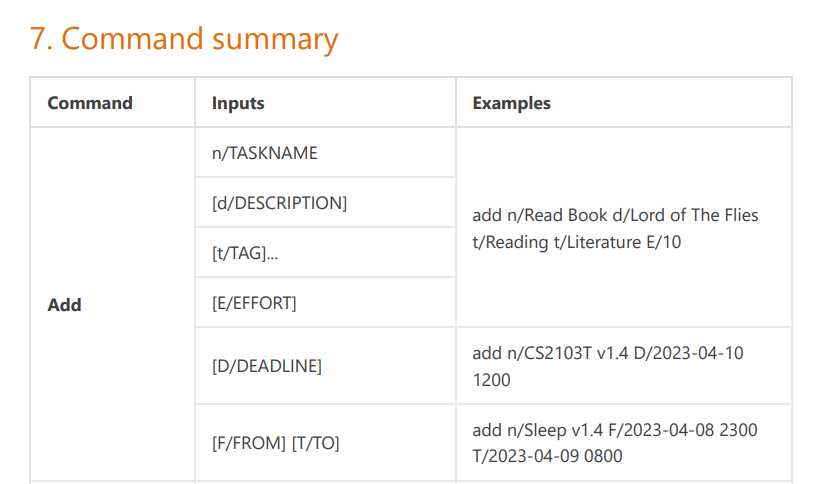 7. Command summary
Command Inputs Examples
Add
n/TASKNAME
[d/DESCRIPTION]
[t/TAG]...
[E/EFFORT]
add n/Read Book d/Lord of The Flies
t/Reading t/Literature E/10
[D/DEADLINE]
add n/CS2103T v1.4 D/2023-04-10
1200
[F/FROM] [T/TO]
add n/Sleep v1.4 F/2023-04-08 2300
T/2023-04-09 0800